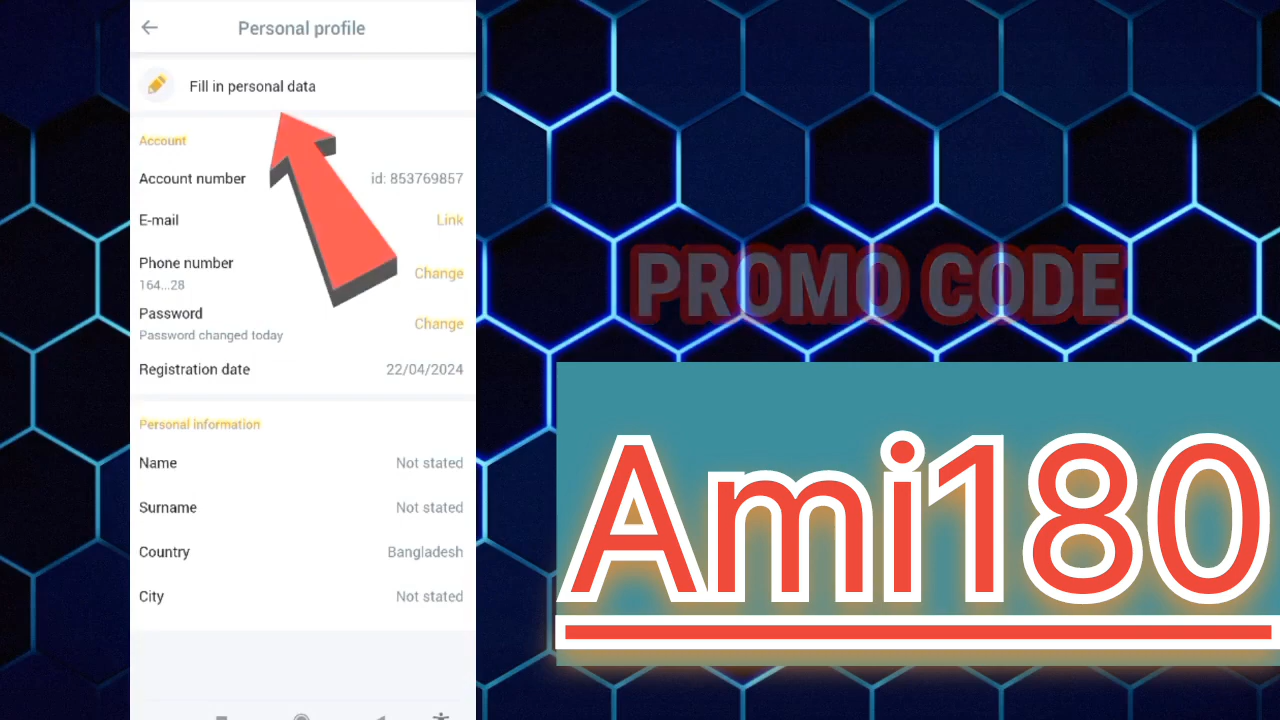 Personal profile
Fill in personal data
Account
Account number id: 853769857
E-mail Link
Phone number
164...28 Change
Password
Password changed today Change
Registration date 22/04/2024
Personal information
Name Not stated
Surname Not stated
Country Bangladesh
City Not stated
PROMO CODE
Ami180